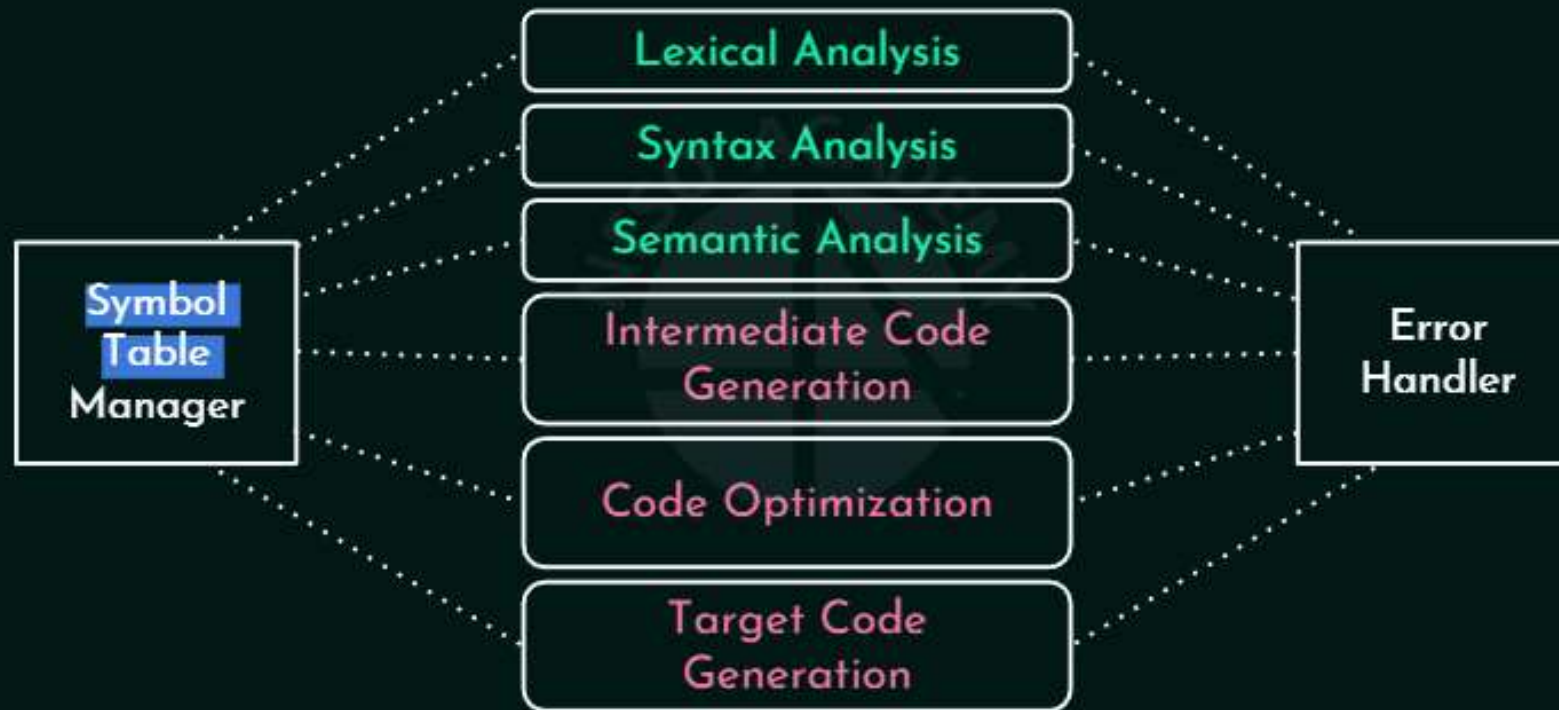 Lexical Analysis
Syntax Analysis
Semantic Analysis
Symbol
Table
Manager
Intermediate Code
Generation
Error
Handler
Code Optimization
Target Code
Generation